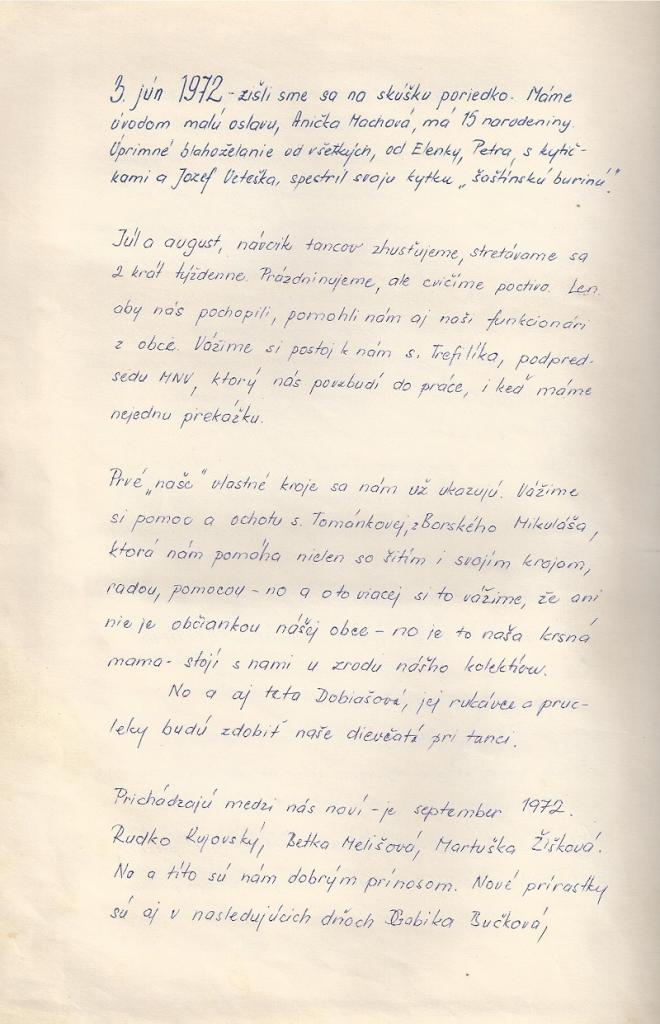 3. jún 1972 - zišli sme sa na skúšku poriedko. Máme
úvodom malú oslavu, Anička Machová, má 15 narodeniny.
Úprimné blahoželanie od všetkých, od Elenky, Petra, s kytič-
kami a Jozef Veteška, spestril svoju kytku „šaštínskú burinú."
Júl a august, nácvik tancov zhusťujeme, stretávame sa
2 krát týždenne. Prázdninujeme, ale cvičíme poctivo. Len
aby nás pochopili, pomohli nám aj naši funkcionári
z obce. Vážime si postoj k nám s. Trefilíka, podpred-
sedu MNV, ktorý nás povzbudí do práce, i keď máme
nejednu prekážku.
Prvé „naše" vlastné kroje sa nám už ukazujú. Vážime
si pomoc a ochotu s. Tománkovej, z Borského Mikuláša,
ktorá nám pomáha nielen so šitím i svojím krojom,
radou, pomocou - no a oto viacej si to vážime, že ani
nie je občiankou nášej obce - no je to naša krsná
mama - stojí s nami u zrodu nášho kolektívu.
No a aj teta Dobiašová, jej rukávce a pruc-
leky budú zdobiť naše dievčatá pri tanci.
Prichádzajú medzi nás noví - je september 1972.
Rudko Kujovský, Betka Melišová, Martuška Žišková.
No a títo sú nám dobrým prínosom. Nové prírastky
sú aj v nasledujúcich dňoch Gabika Bučková,